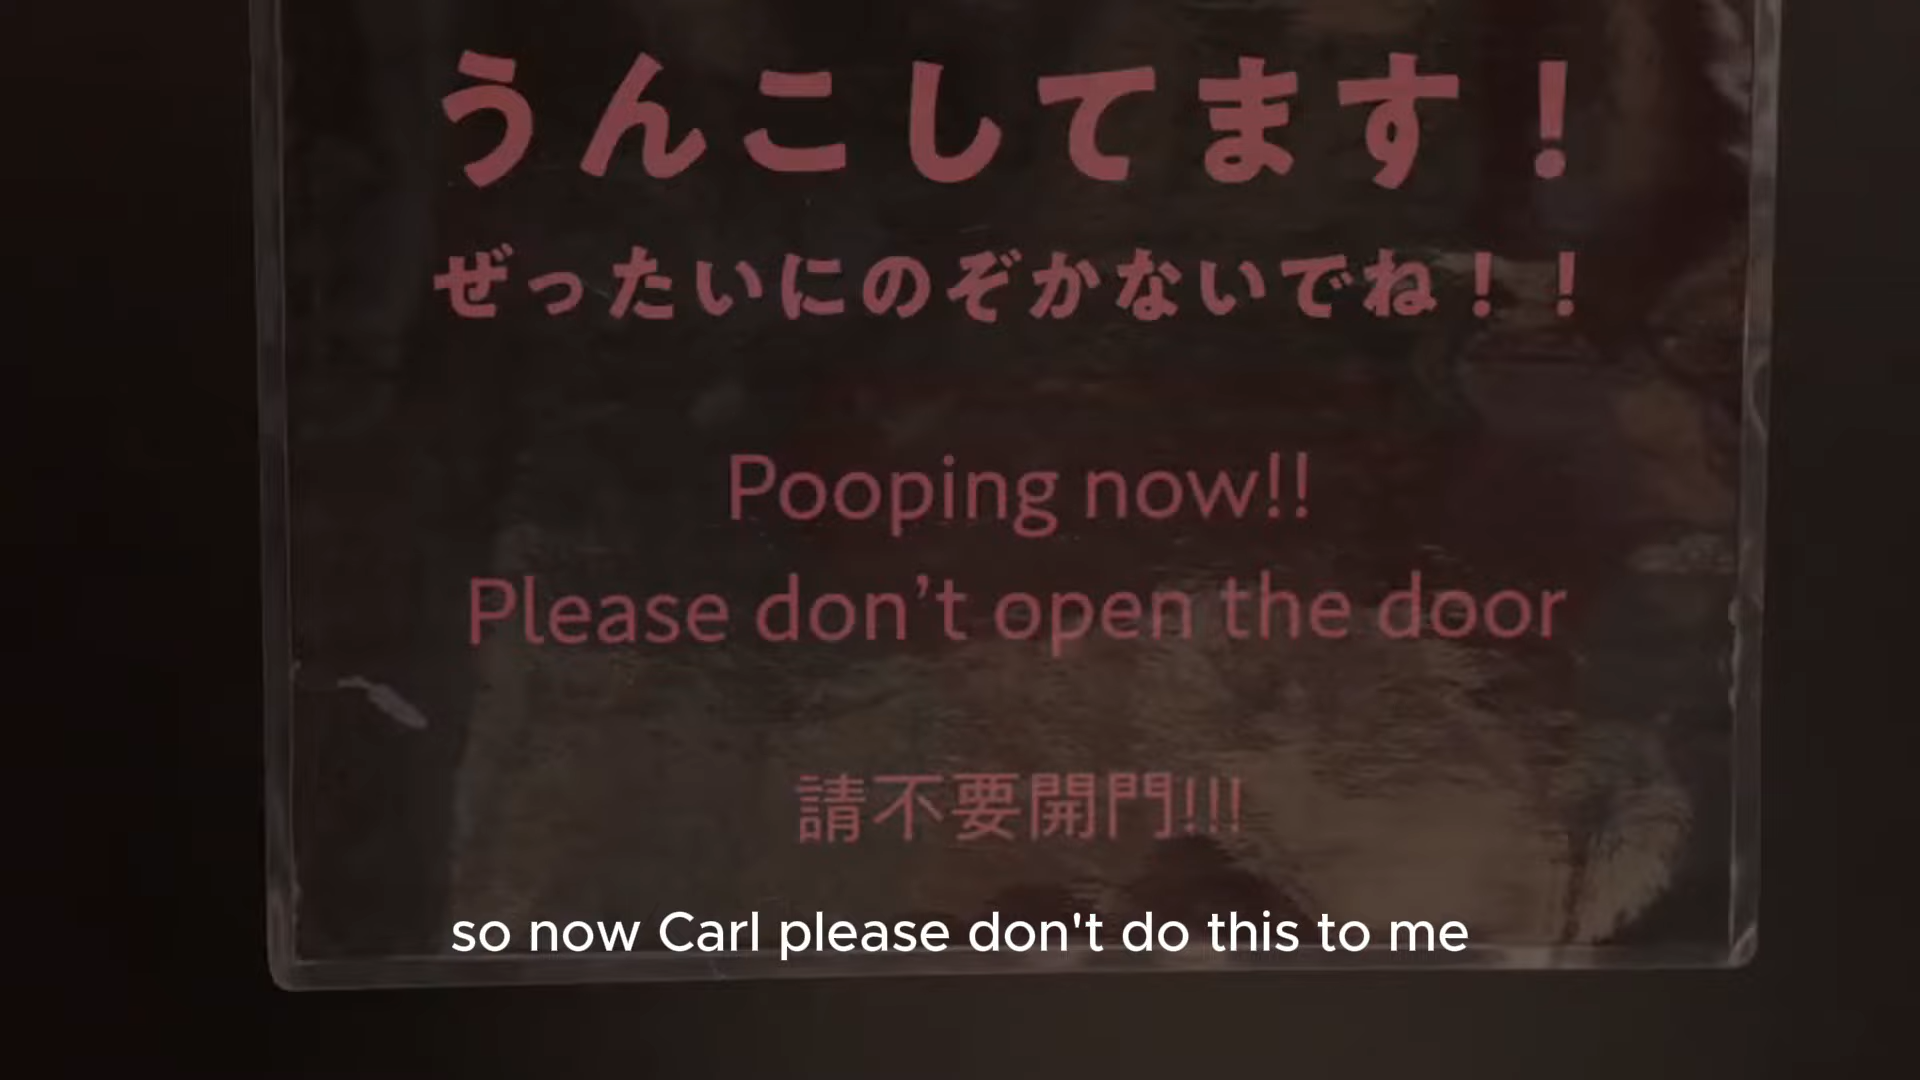 うんこしてます！
ぜったいにのぞかないでね！！
Pooping now!!
Please don't open the door
請不要開門!!!
so now Carl please don't do this to me